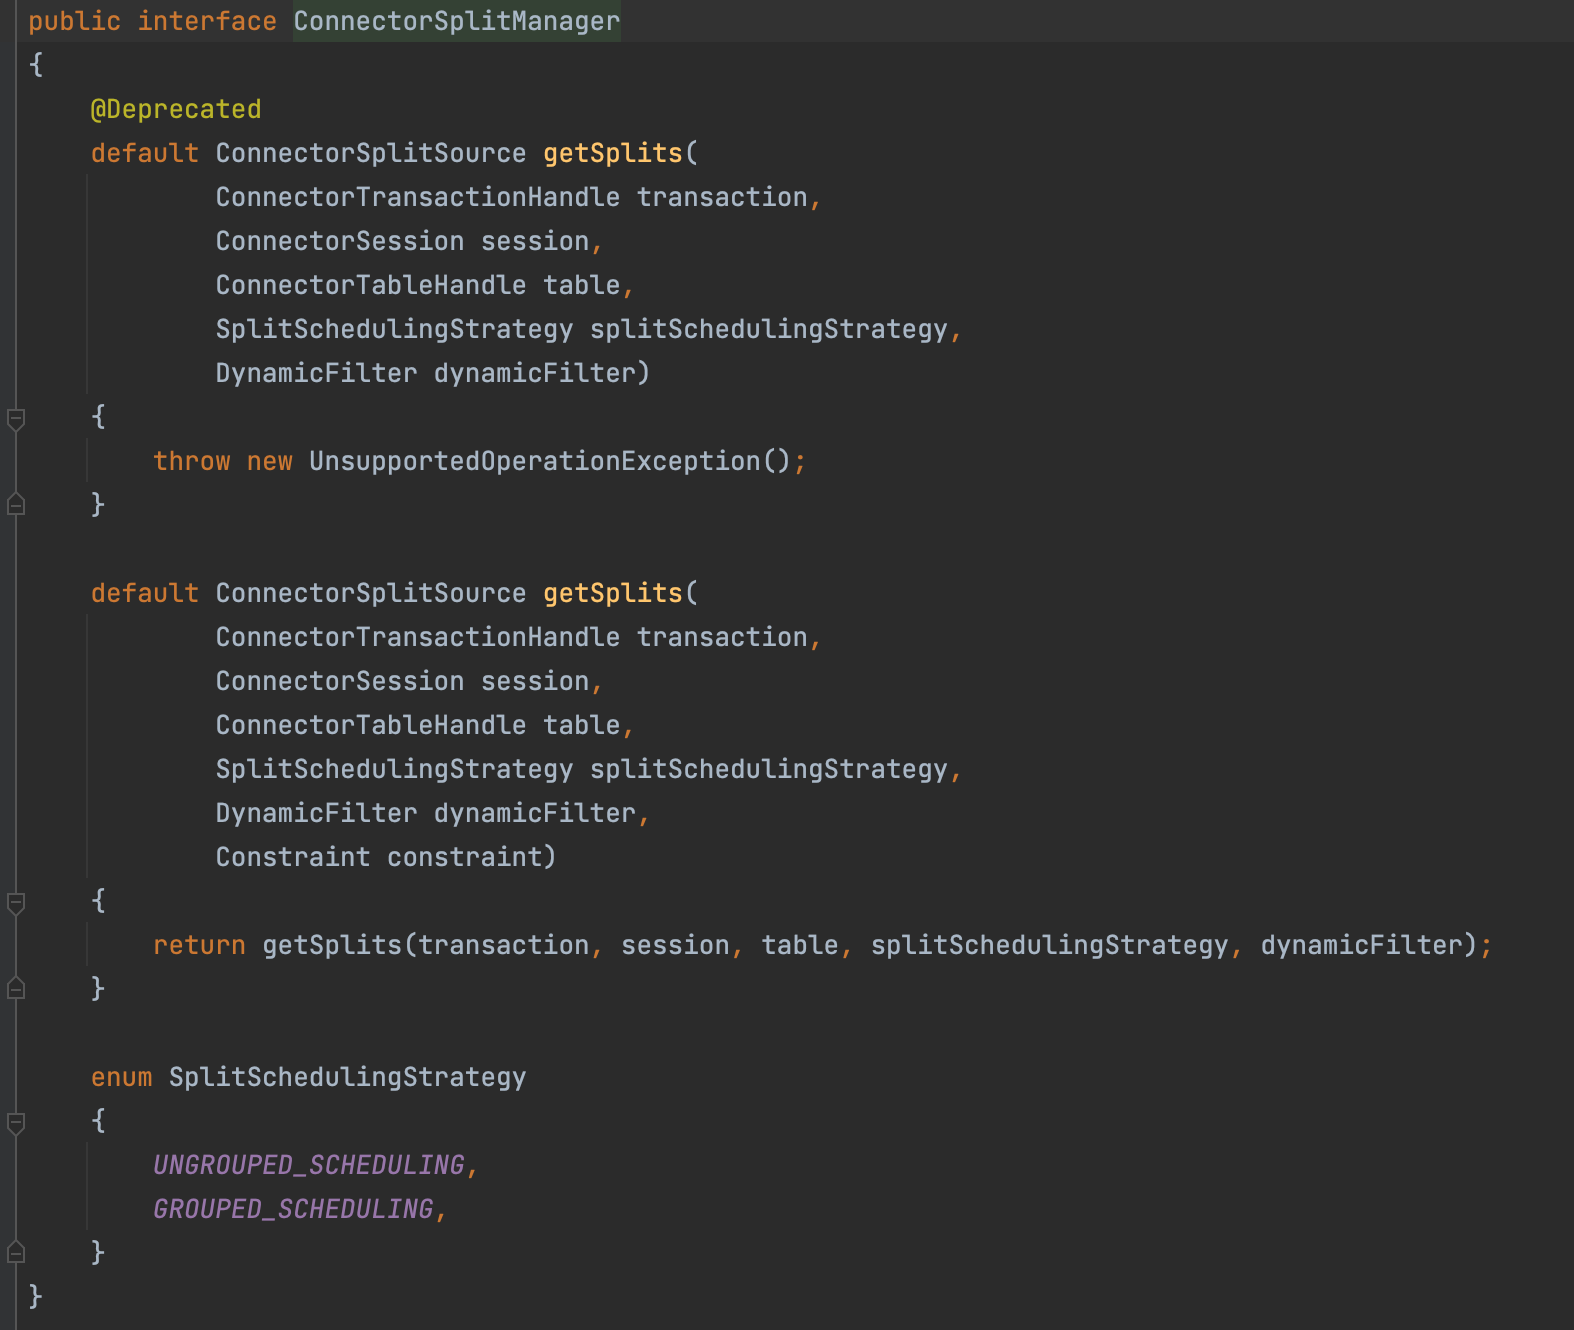 public interface ConnectorSplitManager
{
    @Deprecated
    default ConnectorSplitSource getSplits(
            ConnectorTransactionHandle transaction,
            ConnectorSession session,
            ConnectorTableHandle table,
            SplitSchedulingStrategy splitSchedulingStrategy,
            DynamicFilter dynamicFilter)
    {
        throw new UnsupportedOperationException();
    }

    default ConnectorSplitSource getSplits(
            ConnectorTransactionHandle transaction,
            ConnectorSession session,
            ConnectorTableHandle table,
            SplitSchedulingStrategy splitSchedulingStrategy,
            DynamicFilter dynamicFilter,
            Constraint constraint)
    {
        return getSplits(transaction, session, table, splitSchedulingStrategy, dynamicFilter);
    }

    enum SplitSchedulingStrategy
    {
        UNGROUPED_SCHEDULING,
        GROUPED_SCHEDULING,
    }
}